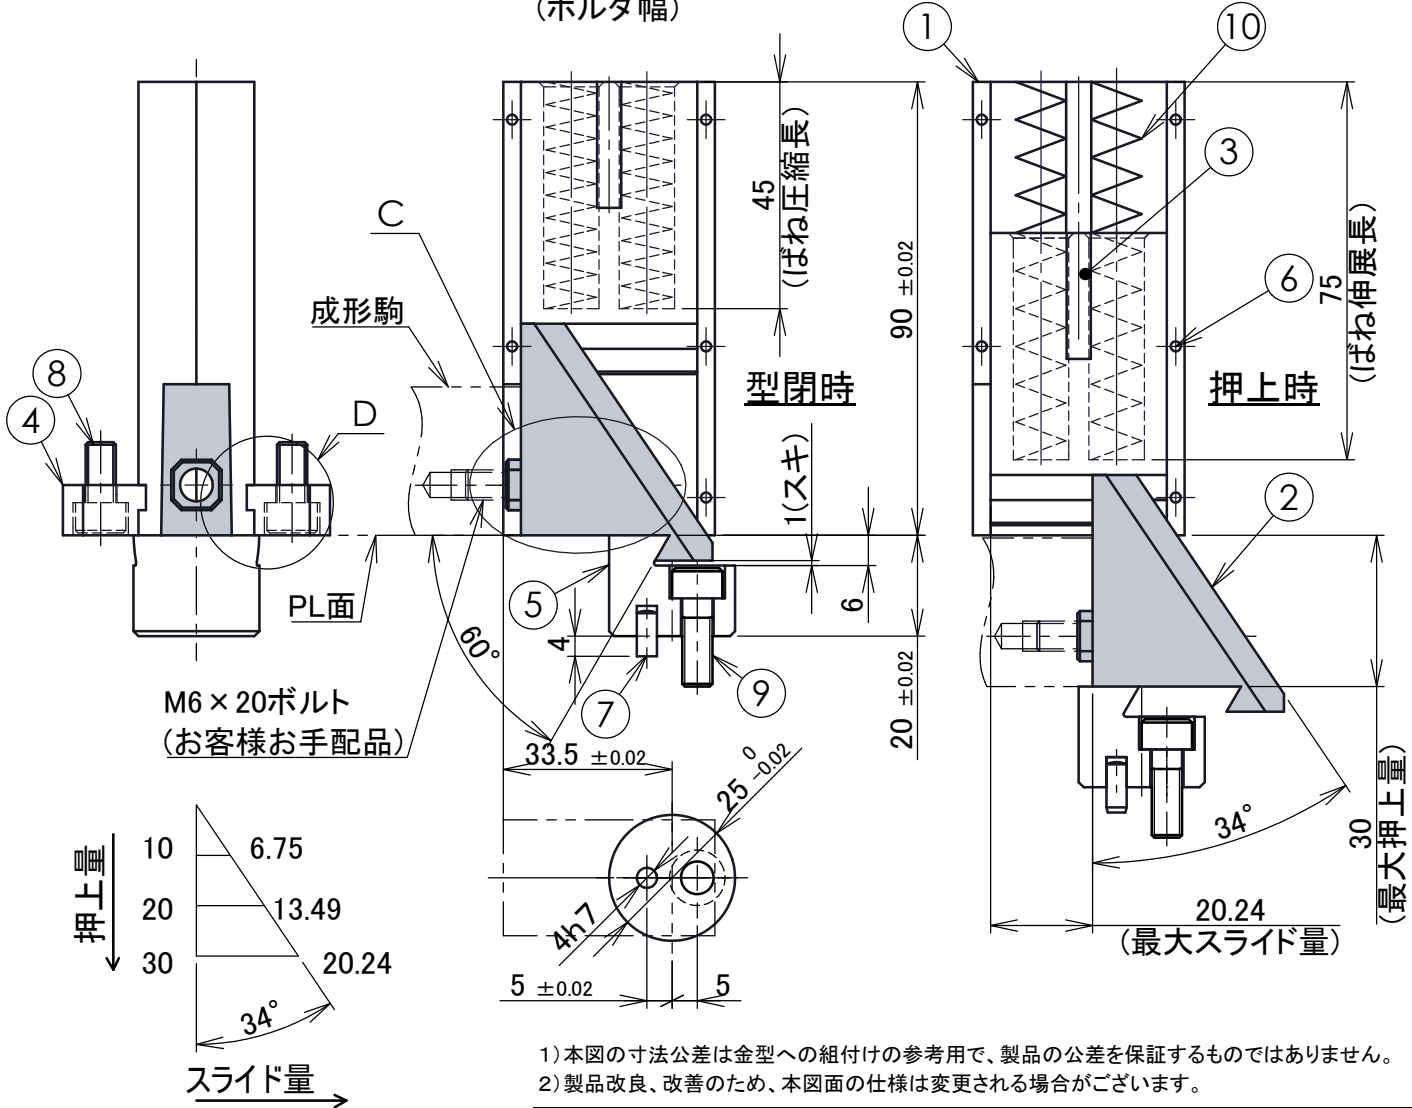 (ホルダ幅)
1
10
3
6
2
8
4
C
D
成形駒
PL面
M6×20ボルト
(お客様お手配品)
45
(ばね圧縮長)
90 ±0.02
型閉時
1(スキ)
6
20 ±0.02
5
4
7
9
60°
33.5 ±0.02
25 0 -0.02
4h7
5 ±0.02
5
75
(ばね伸展長)
押上時
34°
30
(最大押上量)
20.24
(最大スライド量)
押上量
10 6.75
20 13.49
30 20.24
34°
スライド量
1)本図の寸法公差は金型への組付けの参考用で、製品の公差を保証するものではありません。
2)製品改良、改善のため、本図面の仕様は変更される場合がございます。